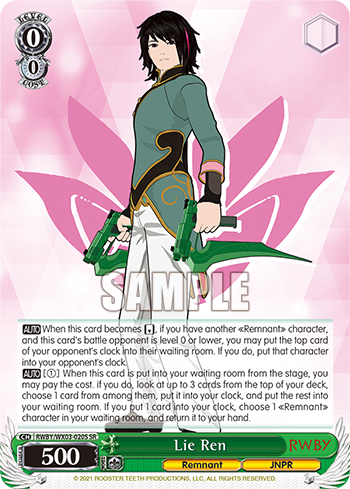 LEVEL
0
0
COST
SAMPLE
AUTO When this card becomes [▼], if you have another «Remnant» character,
and this card's battle opponent is level 0 or lower, you may put the top card
of your opponent's clock into their waiting room. If you do, put that character
into your opponent's clock.
AUTO [①] When this card is put into your waiting room from the stage, you
may pay the cost. if you do, look at up to 3 cards from the top of your deck,
choose 1 card from among them, put it into your clock, and put the rest into
your waiting room. If you put 1 card into your clock, choose 1 «Remnant»
character in your waiting room, and return it to your hand.
CH RWBY/WX03-020S SR
Lie Ren
RWBY
POWER
500
Remnant
JNPR
© 2021 ROOSTER TEETH PRODUCTIONS, LLC, ALL RIGHTS RESERVED.